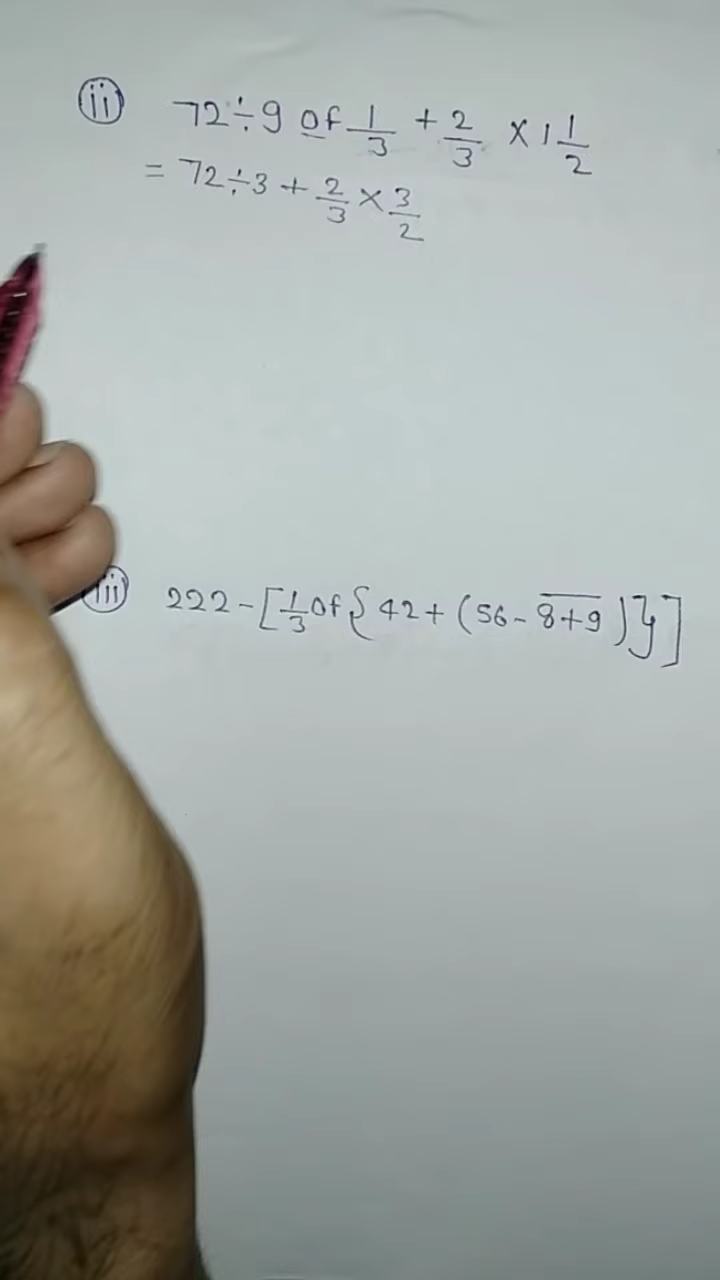 ii 72÷9 of 1/3 + 2/3 × 1 1/2
= 72÷3 + 2/3 × 3/2
iii 222-[1/3 of {42+(56-8̅+̅9̅)}]